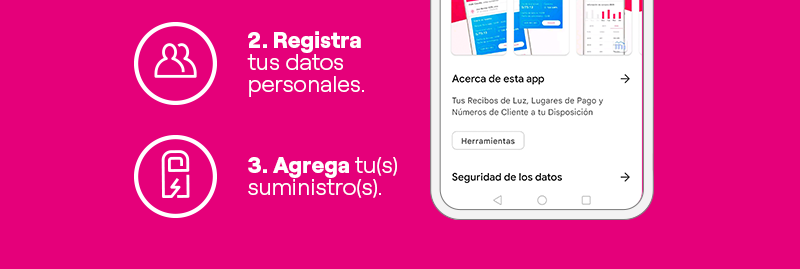 2. Registra
tus datos
personales.
3. Agrega tu(s)
suministro(s).
Acerca de esta app
Tus Recibos de Luz, Lugares de Pago y
Números de Cliente a tu Disposición
Herramientas
Seguridad de los datos